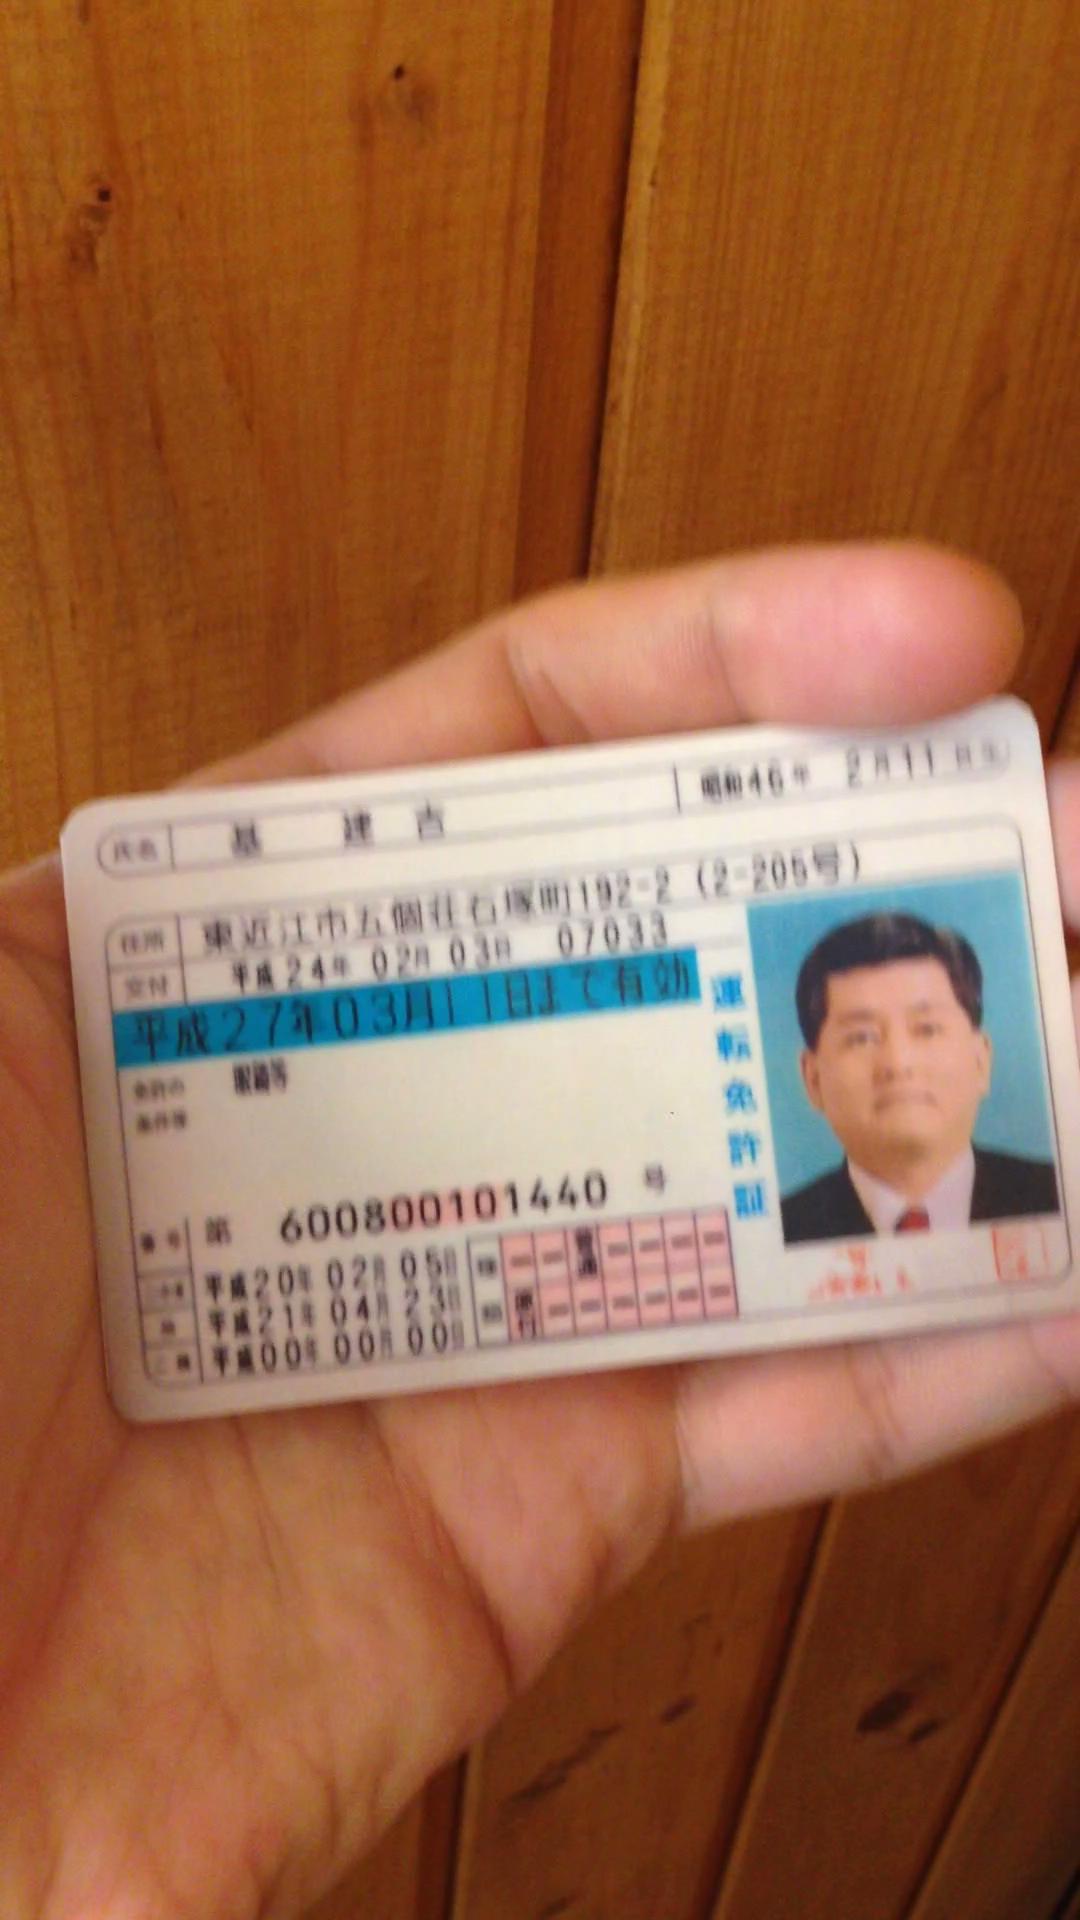 氏名 基 建吉 昭和46年 2月11日生
住所 東近江市五個荘石塚町192-2 (2-205号)
交付 平成24年 02月 03日 07033
平成27年03月11日まで有効
免許の 眼鏡等
条件等
運転免許証
番号 第 600800101440 号
平成20年 02月 05日
他 平成21年 04月 23日
二種 平成00年 00月 00日
種類 普通 原付